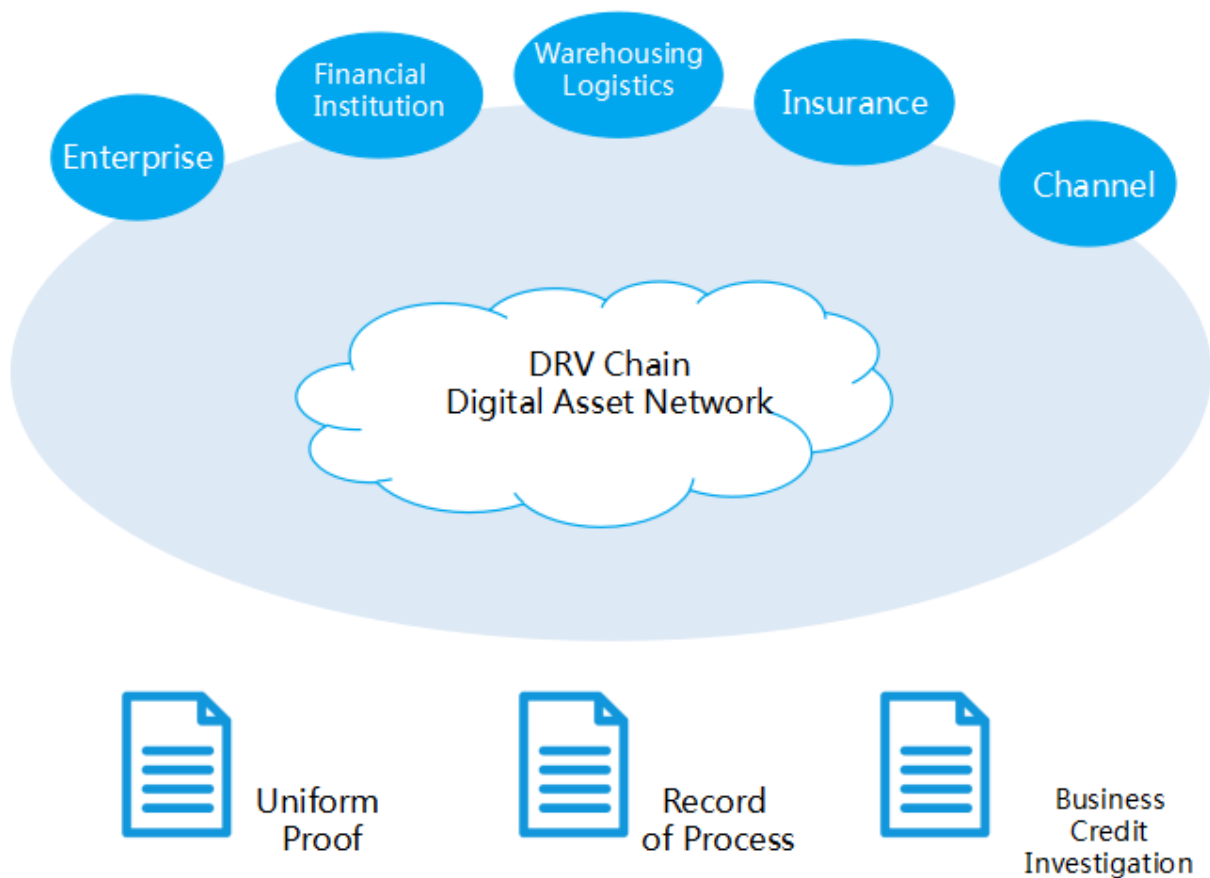 Enterprise
Financial
Institution
Warehousing
Logistics
Insurance
Channel
DRV Chain
Digital Asset Network
Uniform
Proof
Record
of Process
Business
Credit
Investigation